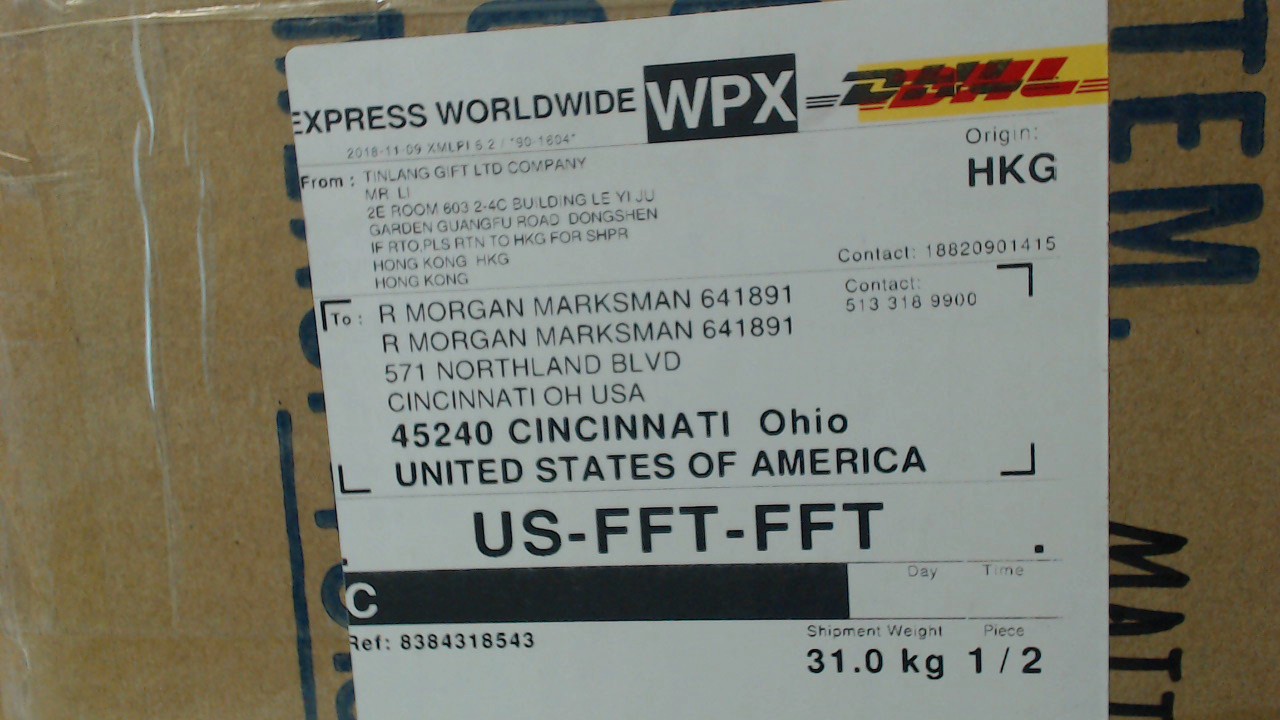 EXPRESS WORLDWIDE WPX DHL
2018-11-09 XMLPI 6.2 / *90-1604*
Origin:
HKG
From : TINLANG GIFT LTD COMPANY
MR. LI
2E ROOM 603 2-4C BUILDING LE YI JU
GARDEN GUANGFU ROAD DONGSHEN
IF RTO,PLS RTN TO HKG FOR SHPR
HONG KONG HKG
HONG KONG
Contact: 18820901415
To : R MORGAN MARKSMAN 641891
R MORGAN MARKSMAN 641891
571 NORTHLAND BLVD
CINCINNATI OH USA
45240 CINCINNATI Ohio
UNITED STATES OF AMERICA
Contact:
513 318 9900
US-FFT-FFT
C
Day Time
Ref: 8384318543
Shipment Weight Piece
31.0 kg 1 / 2
TEM